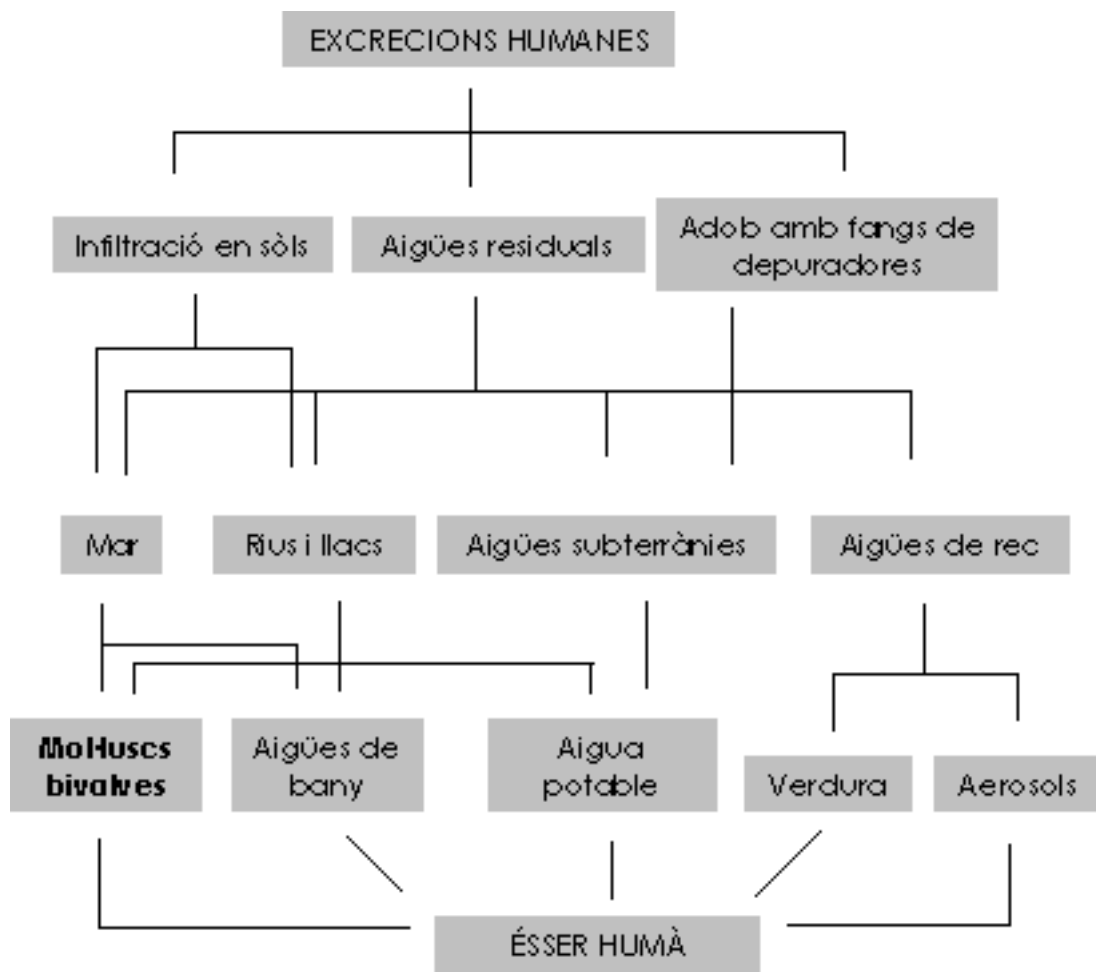 EXCRECIONS HUMANES
Infiltració en sòls
Aigües residuals
Adob amb fangs de
depuradores
Mar
Rius i llacs
Aigües subterrànies
Aigües de rec
Mol·luscs
bivalves
Aigües de
bany
Aigua
potable
Verdura
Aerosols
ÉSSER HUMÀ